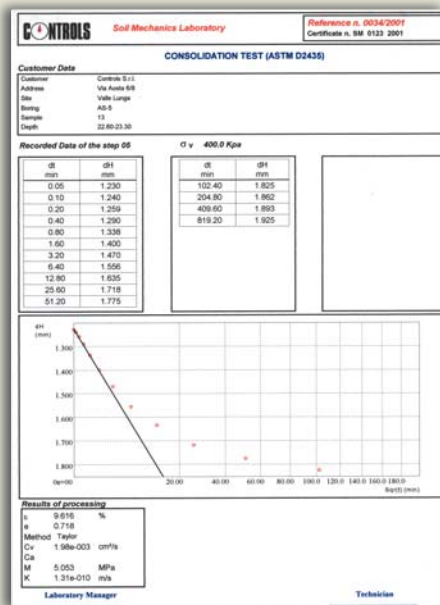 CONTROLS
Soil Mechanics Laboratory
Reference n. 0034/2001
Certificate n. SM 0123 2001
CONSOLIDATION TEST (ASTM D2435)
Customer Data
Customer Controls S.r.l.
Address Via Aosta 6/8
Site Valle Lunga
Boring AS-5
Sample 13
Depth 22.80-23.30
Recorded Data of the step 06 σ v 400.0 Kpa
dt dH
min mm
0.05 1.230
0.10 1.240
0.20 1.259
0.40 1.290
0.80 1.338
1.60 1.400
3.20 1.470
6.40 1.556
12.80 1.635
25.60 1.718
51.20 1.775
dt dH
min mm
102.40 1.825
204.80 1.862
409.60 1.893
819.20 1.925
dH
(mm)
1.300
1.400
1.500
1.600
1.700
1.800
0e+00 20.00 40.00 60.00 80.00 100.0 120.0 140.0 160.0 180.0
Sqr(t) (min)
Results of processing
ε 9.616 %
e 0.718
Method Taylor
Cv 1.98e-003 cm²/s
Ca
M 5.053 MPa
K 1.31e-010 m/s
Laboratory Manager
Technician